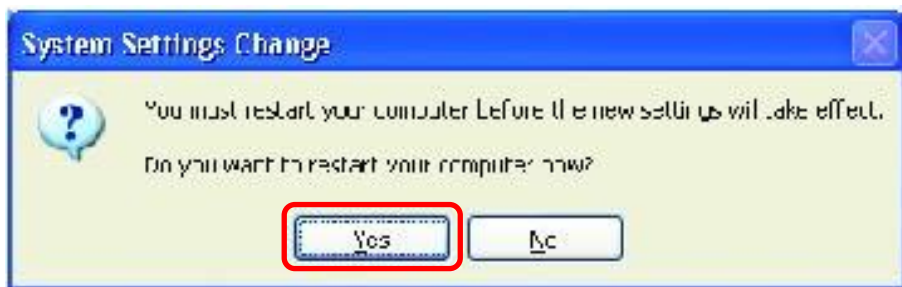 System Settings Change
You must restart your computer before the new settings will take effect.
Do you want to restart your computer now?
Yes
No